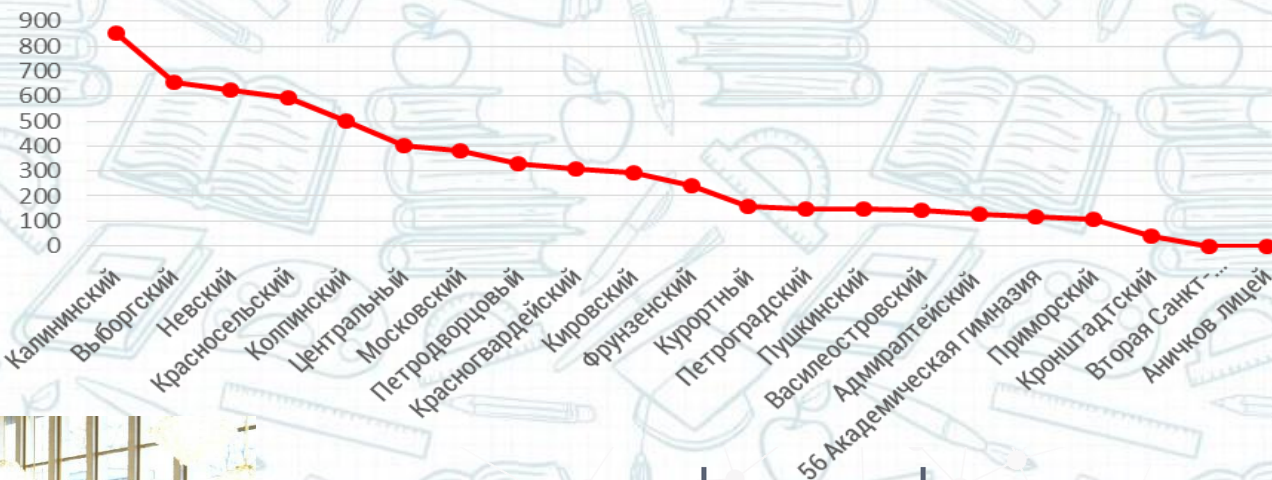 900
800
700
600
500
400
300
200
100
0
Калининский
Выборгский
Невский
Красносельский
Колпинский
Центральный
Московский
Петродворцовый
Красногвардейский
Кировский
Фрунзенский
Курортный
Петроградский
Пушкинский
Василеостровский
Адмиралтейский
56 Академическая гимназия
Приморский
Кронштадтский
Вторая Санкт-...
Аничков лицей